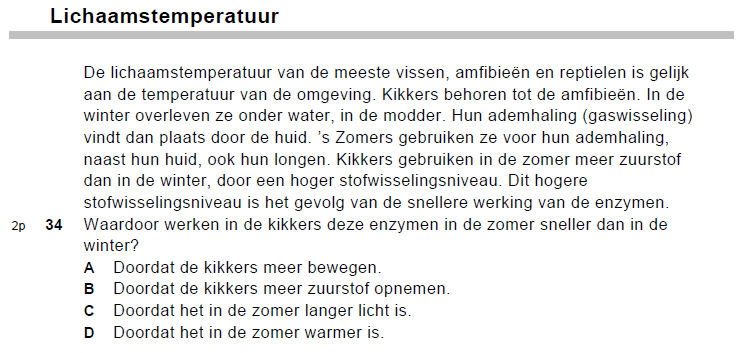 Lichaamstemperatuur
De lichaamstemperatuur van de meeste vissen, amfibieën en reptielen is gelijk
aan de temperatuur van de omgeving. Kikkers behoren tot de amfibieën. In de
winter overleven ze onder water, in de modder. Hun ademhaling (gaswisseling)
vindt dan plaats door de huid. ’s Zomers gebruiken ze voor hun ademhaling,
naast hun huid, ook hun longen. Kikkers gebruiken in de zomer meer zuurstof
dan in de winter, door een hoger stofwisselingsniveau. Dit hogere
stofwisselingsniveau is het gevolg van de snellere werking van de enzymen.
2p 34 Waardoor werken in de kikkers deze enzymen in de zomer sneller dan in de
winter?
A Doordat de kikkers meer bewegen.
B Doordat de kikkers meer zuurstof opnemen.
C Doordat het in de zomer langer licht is.
D Doordat het in de zomer warmer is.